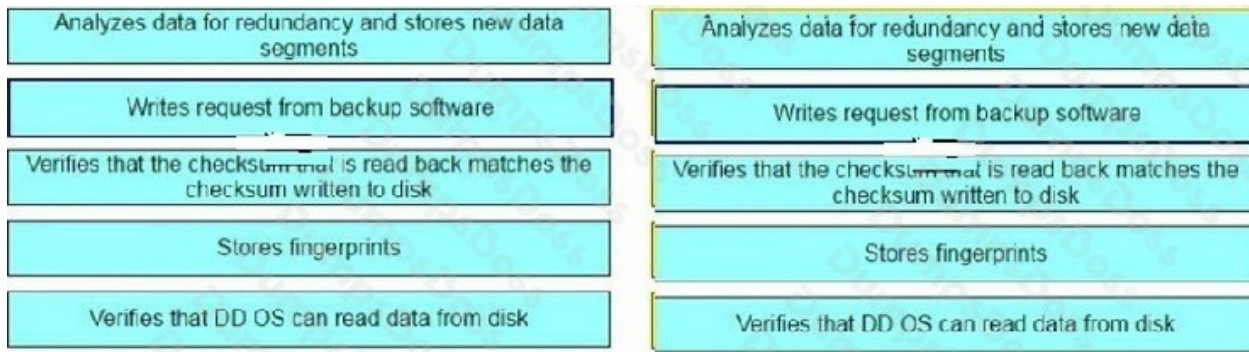 Analyzes data for redundancy and stores new data
segments
Writes request from backup software
Verifies that the checksum that is read back matches the
checksum written to disk
Stores fingerprints
Verifies that DD OS can read data from disk
Analyzes data for redundancy and stores new data
segments
Writes request from backup software
Verifies that the checksum that is read back matches the
checksum written to disk
Stores fingerprints
Verifies that DD OS can read data from disk